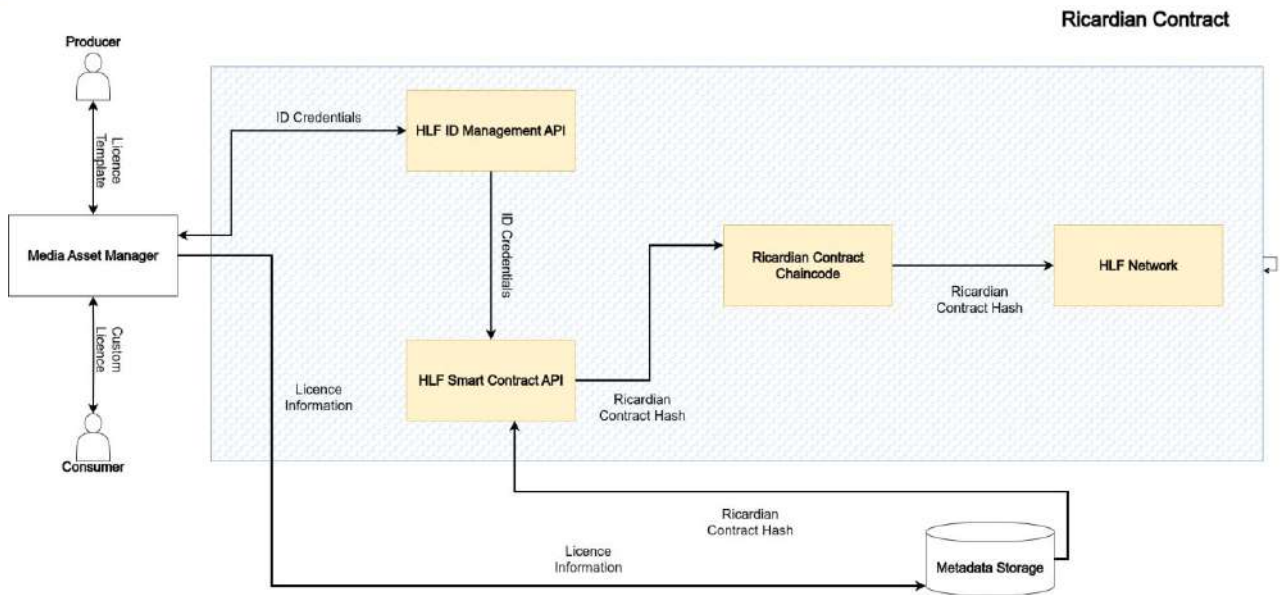 Ricardian Contract
Producer
Licence
Template
ID Credentials
HLF ID Management API
Media Asset Manager
ID Credentials
Ricardian Contract
Chaincode
HLF Network
Ricardian
Contract Hash
Custom
Licence
Licence
Information
HLF Smart Contract API
Ricardian
Contract Hash
Consumer
Ricardian
Contract Hash
Licence
Information
Metadata Storage